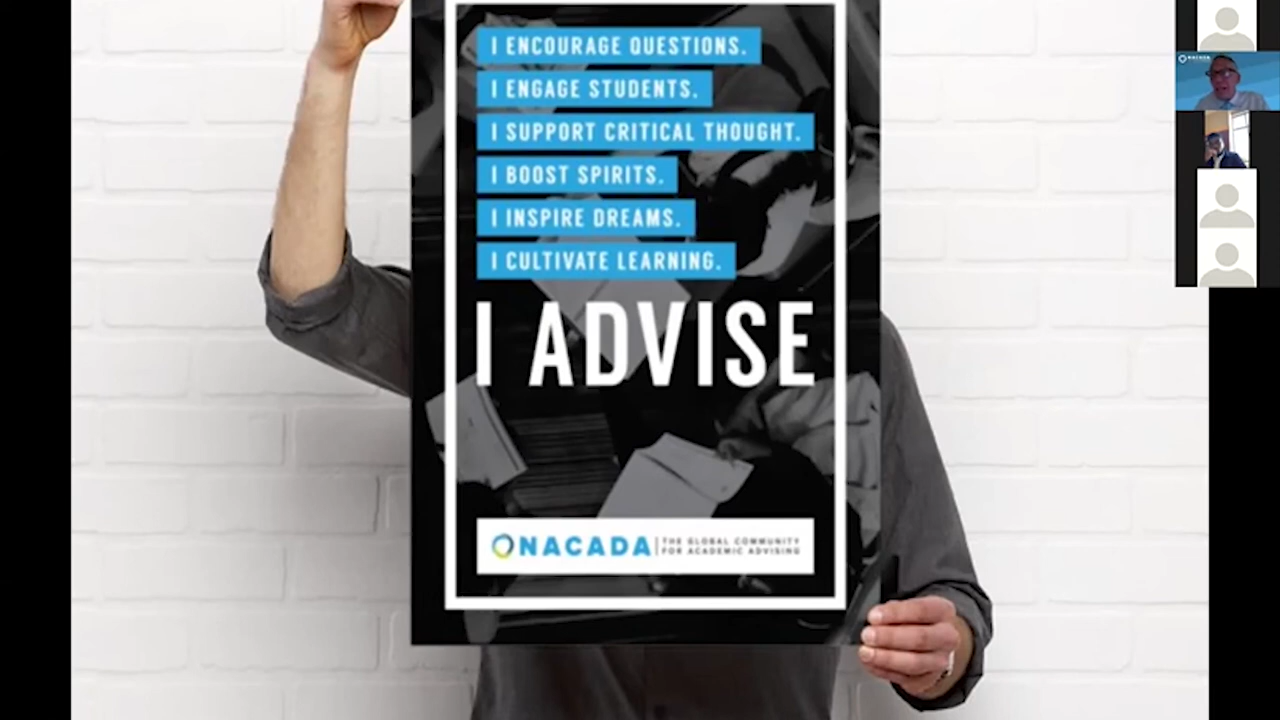 I ENCOURAGE QUESTIONS.
I ENGAGE STUDENTS.
I SUPPORT CRITICAL THOUGHT.
I BOOST SPIRITS.
I INSPIRE DREAMS.
I CULTIVATE LEARNING.
I ADVISE
NACADA
THE GLOBAL COMMUNITY
FOR ACADEMIC ADVISING